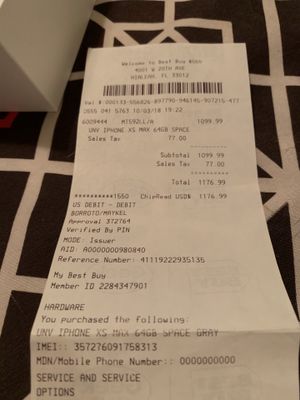 Welcome to Best Buy #566
4001 W 20TH AVE
HIALEAH, FL 33012
Val #: 000133-556826-897790-946145-907215-477
0555 041 5763 10/03/18 19:22
6009444 MT592LL/A 1099.99
UNV IPHONE XS MAX 64GB SPACE
Sales Tax 77.00
Subtotal 1099.99
Sales Tax 77.00
Total 1176.99
**********1550 ChipRead USD$ 1176.99
US DEBIT - DEBIT
BORROTO/MAYKEL
Approval 372764
Verified By PIN
MODE: Issuer
AID: A0000000980840
Reference Number: 41119222935135
My Best Buy
Member ID 2284347901
HARDWARE
You purchased the following:
UNV IPHONE XS MAX 64GB SPACE GRAY
IMEI:: 357276091758313
MDN/Mobile Phone Number:: 0000000000
SERVICE AND SERVICE
OPTIONS